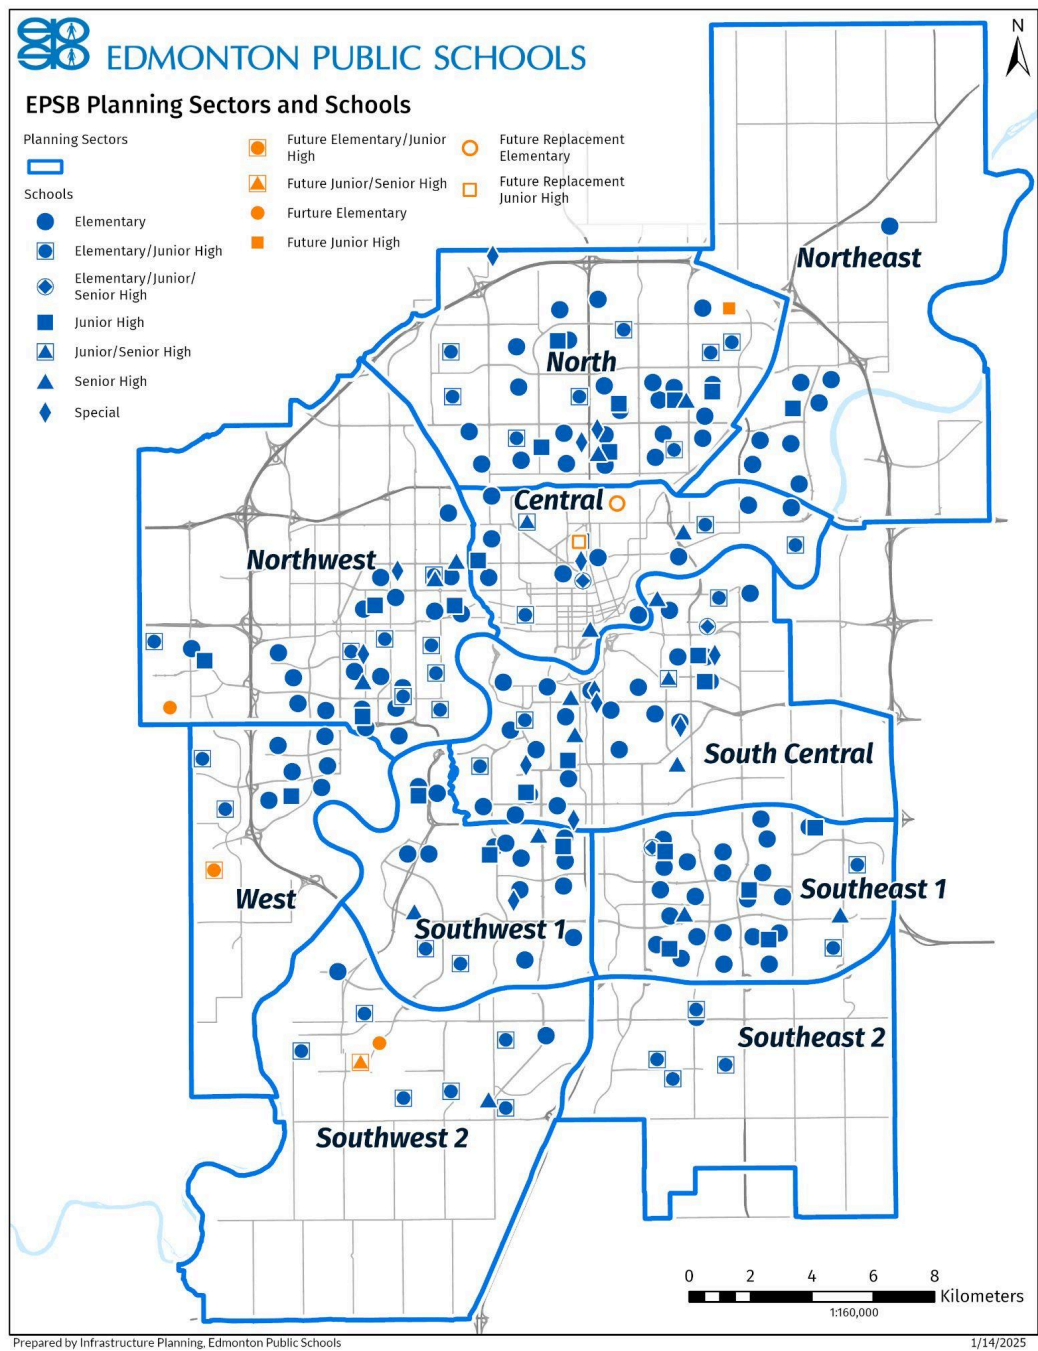 EDMONTON PUBLIC SCHOOLS
N
EPSB Planning Sectors and Schools
Planning Sectors
Schools
Elementary
Elementary/Junior High
Elementary/Junior/
Senior High
Junior High
Junior/Senior High
Senior High
Special
Future Elementary/Junior
High
Future Junior/Senior High
Furture Elementary
Future Junior High
Future Replacement
Elementary
Future Replacement
Junior High
Northeast
North
Central
Northwest
South Central
West
Southwest 1
Southeast 1
Southeast 2
Southwest 2
0 2 4 6 8
Kilometers
1:160,000
Prepared by Infrastructure Planning, Edmonton Public Schools
1/14/2025